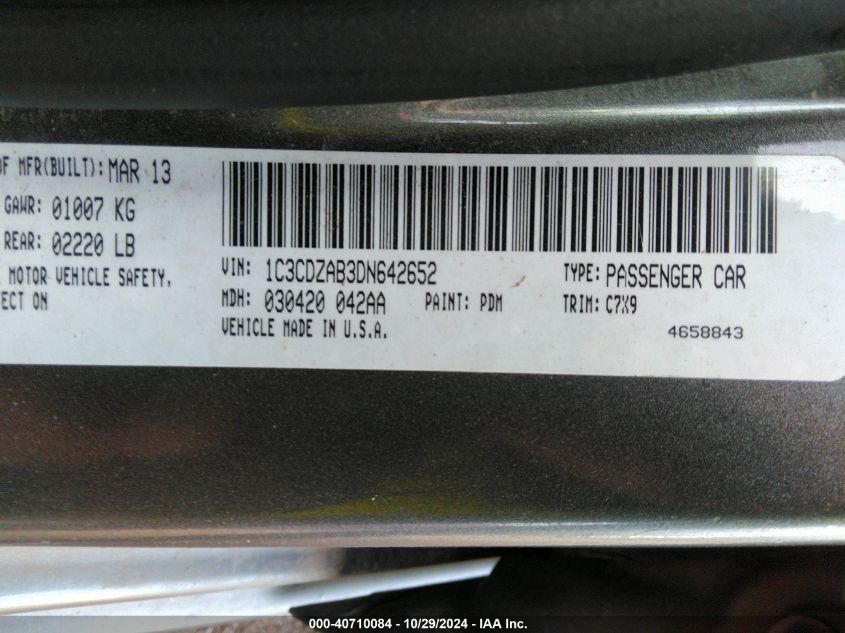 OF MFR(BUILT): MAR 13
GAWR: 01007 KG
REAR: 02220 LB
MOTOR VEHICLE SAFETY,
ECT ON
VIN: 1C3CDZAB3DN642652
TYPE: PASSENGER CAR
MDH: 030420 042AA
PAINT: PDM
TRIM: C7X9
VEHICLE MADE IN U.S.A.
4658843
000-40710084 - 10/29/2024 - IAA Inc.